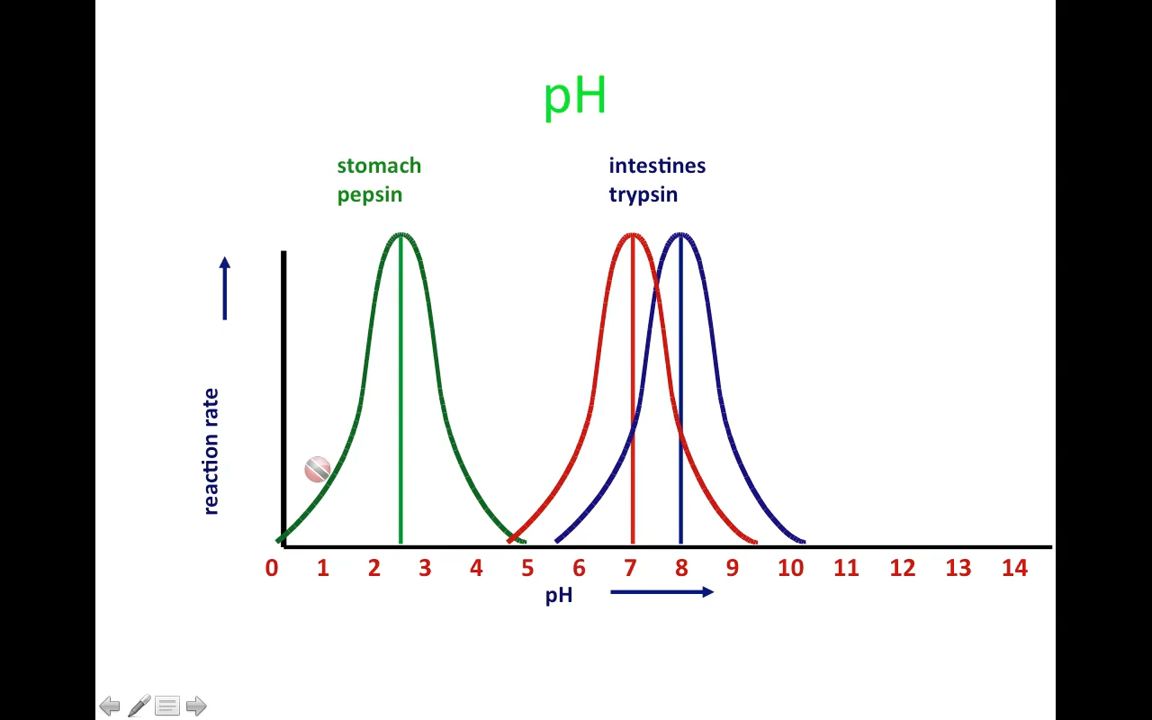 pH
stomach
pepsin
intestines
trypsin
reaction rate
0 1 2 3 4 5 6 7 8 9 10 11 12 13 14
pH